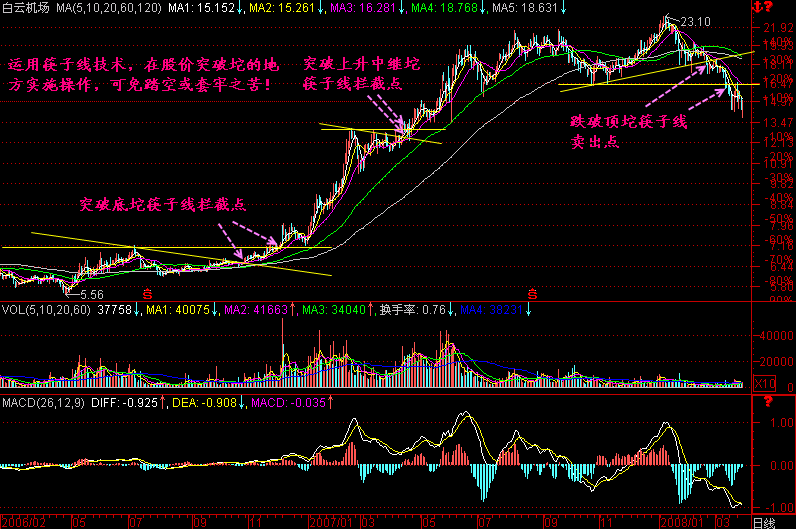 白云机场 MA(5,10,20,60,120) MA1: 15.152↓, MA2: 15.261↓, MA3: 16.281↓, MA4: 18.768↓, MA5: 18.631↓
运用筷子线技术，在股价突破坨的地
方实施操作，可免踏空或套牢之苦！
突破上升中继坨
筷子线拦截点
跌破顶坨筷子线
卖出点
突破底坨筷子线拦截点
23.10
5.56
21.92
13.47
VOL(5,10,20,60) 37758↓, MA1: 40075↓, MA2: 41663↑, MA3: 34040↑, 换手率: 0.76↓, MA4: 38231↓
40000
20000
X10
0
MACD(26,12,9) DIFF: -0.925↑, DEA: -0.908↓, MACD: -0.035↑
1.00
0.00
-1.00
2006/02 05 07 09 11 2007/01 05 07 09 11 2008/01 03 日线